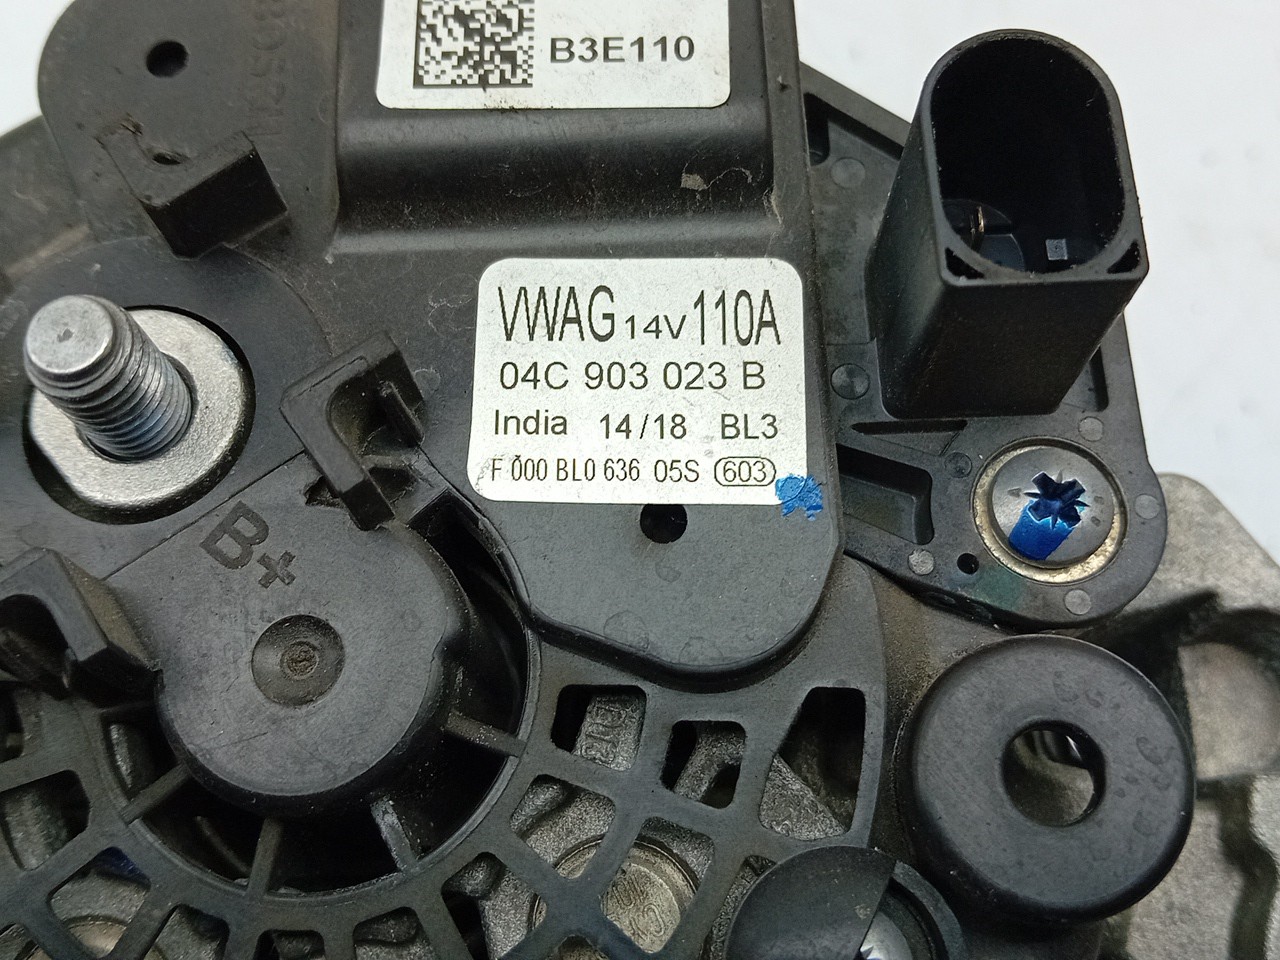 B3E110
VWAG 14V 110A
04C 903 023 B
India 14/18 BL3
F 000 BL0 636 05S 603
B+